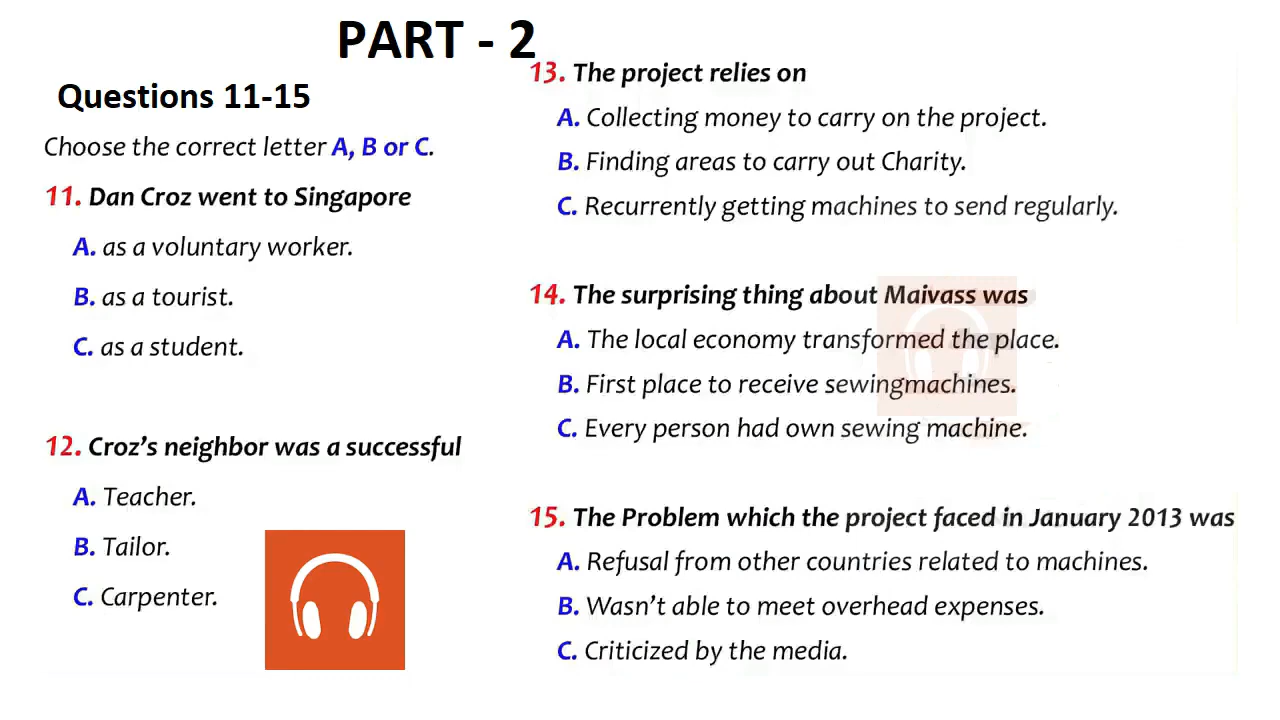 PART - 2
Questions 11-15
Choose the correct letter A, B or C.
11. Dan Croz went to Singapore
A. as a voluntary worker.
B. as a tourist.
C. as a student.
12. Croz’s neighbor was a successful
A. Teacher.
B. Tailor.
C. Carpenter.
13. The project relies on
A. Collecting money to carry on the project.
B. Finding areas to carry out Charity.
C. Recurrently getting machines to send regularly.
14. The surprising thing about Maivass was
A. The local economy transformed the place.
B. First place to receive sewingmachines.
C. Every person had own sewing machine.
15. The Problem which the project faced in January 2013 was
A. Refusal from other countries related to machines.
B. Wasn’t able to meet overhead expenses.
C. Criticized by the media.